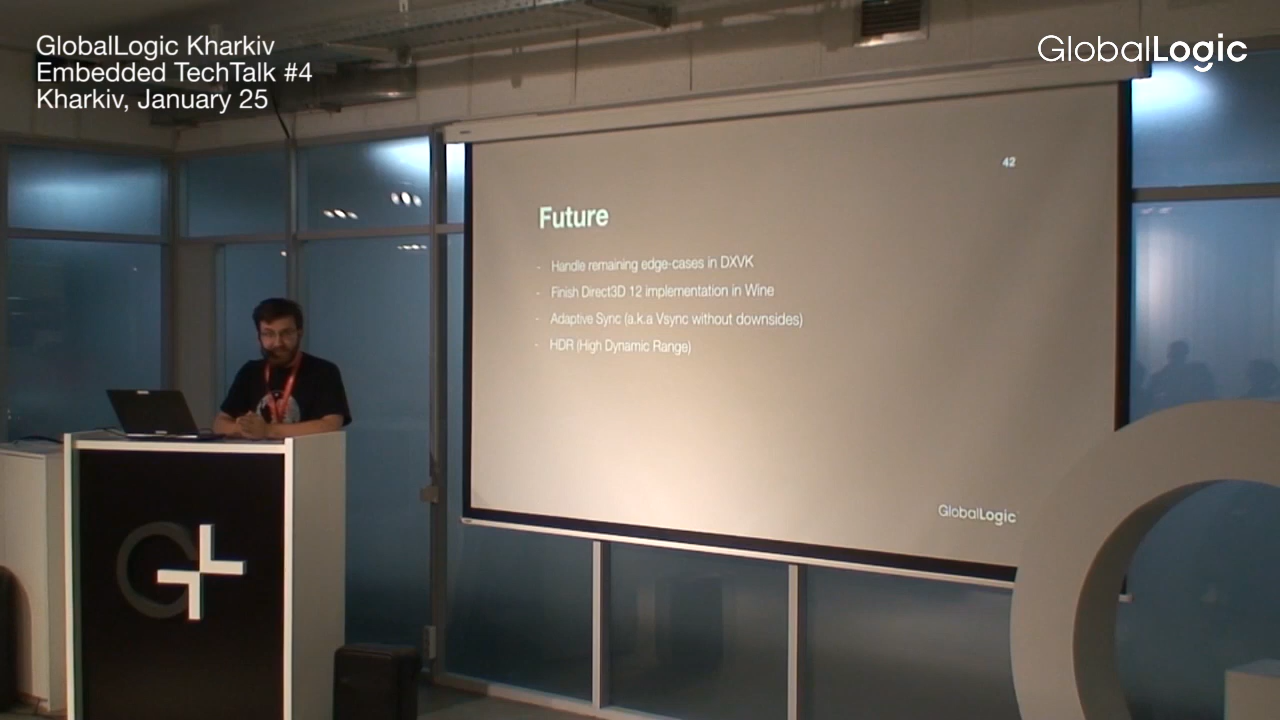 GlobalLogic Kharkiv
Embedded TechTalk #4
Kharkiv, January 25
GlobalLogic
42
Future
- Handle remaining edge-cases in DXVK
- Finish Direct3D 12 implementation in Wine
- Adaptive Sync (a.k.a Vsync without downsides)
- HDR (High Dynamic Range)
GlobalLogic